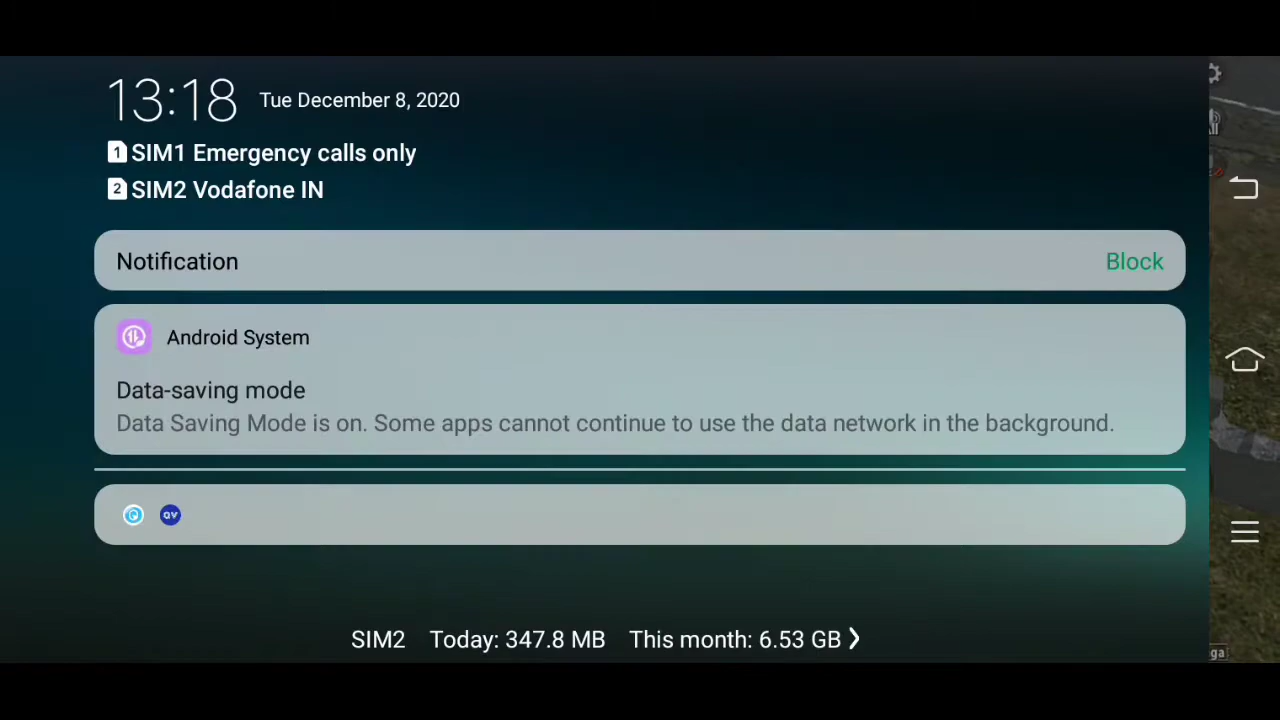 13:18 Tue December 8, 2020
1 SIM1 Emergency calls only
2 SIM2 Vodafone IN
Notification Block
Android System
Data-saving mode
Data Saving Mode is on. Some apps cannot continue to use the data network in the background.
av
SIM2 Today: 347.8 MB This month: 6.53 GB
ga